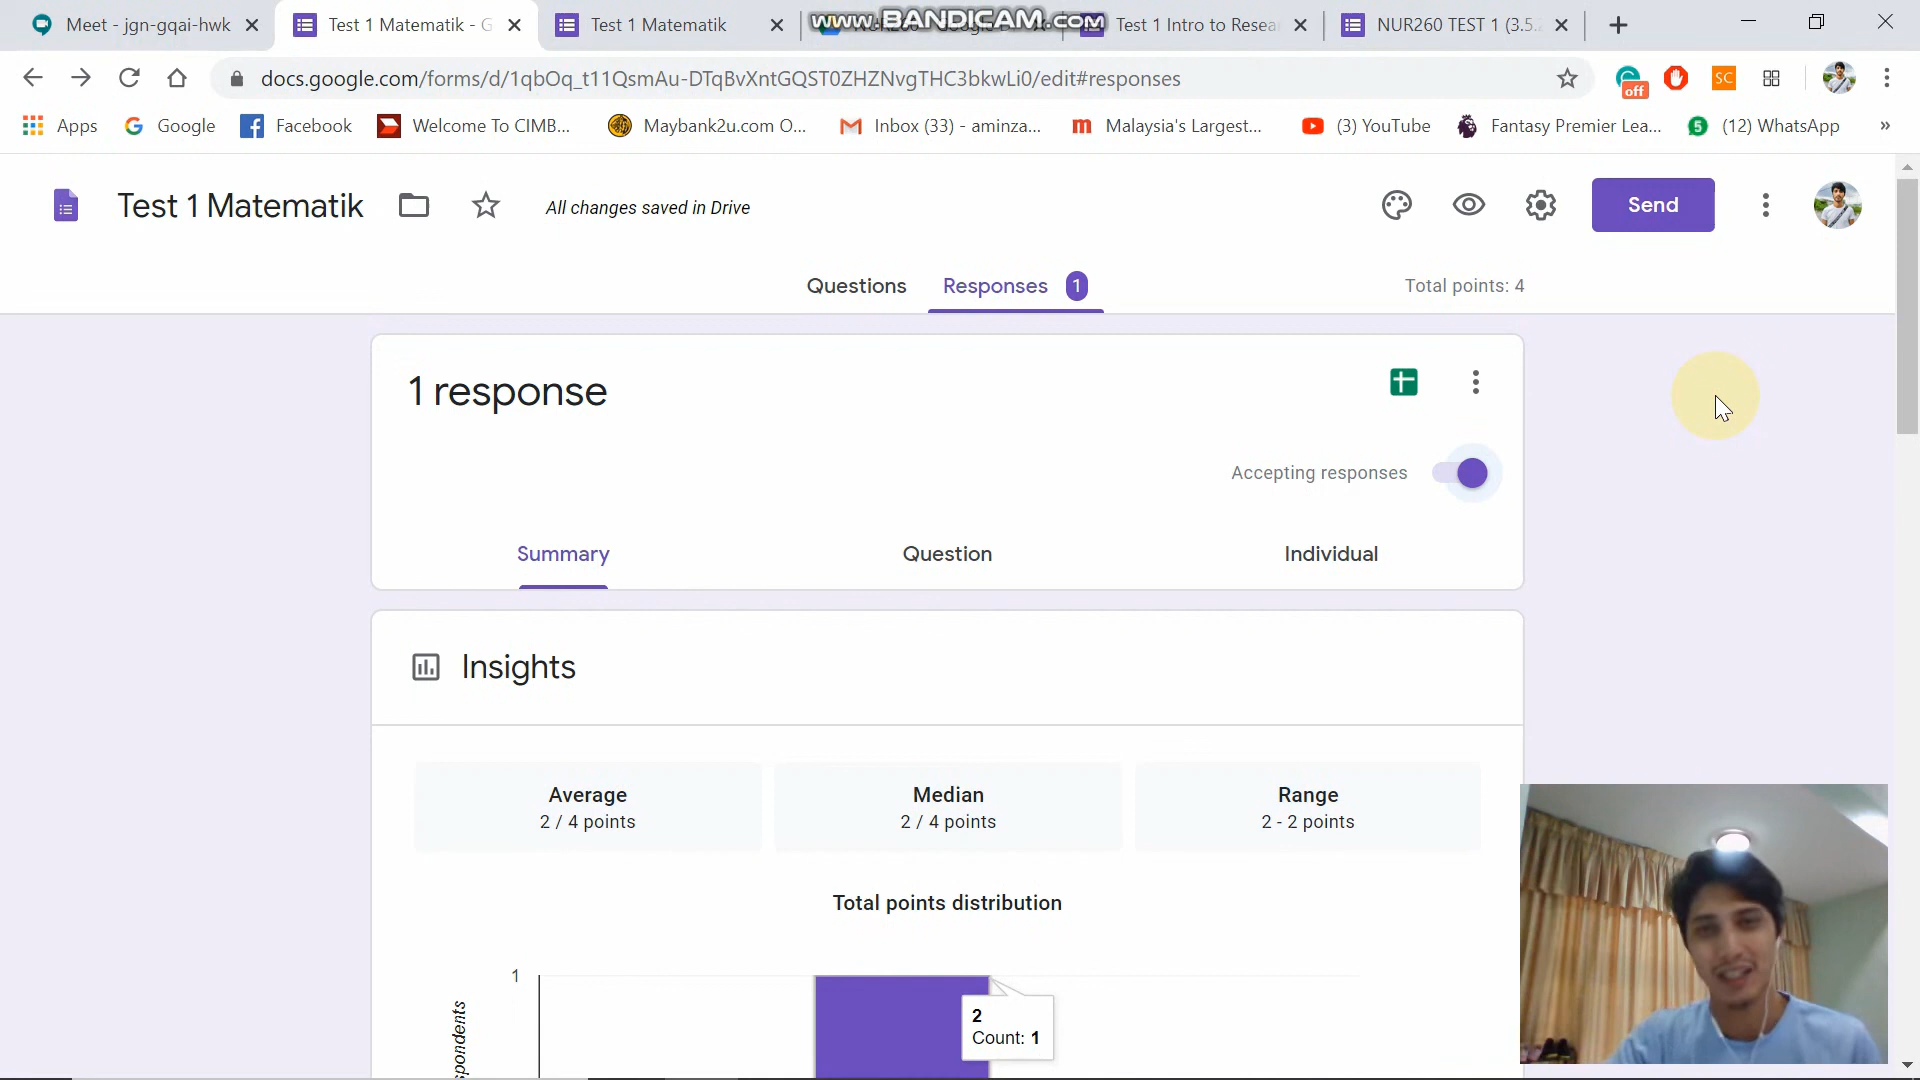 Meet - jgn-gqai-hwk
Test 1 Matematik - G
Test 1 Matematik
www.BANDICAM.com
Test 1 Intro to Resea
NUR260 TEST 1 (3.5.2
docs.google.com/forms/d/1qbOq_t11QsmAu-DTqBvXntGQST0ZHZNvgTHC3bkwLi0/edit#responses
off
SC
Apps
Google
Facebook
Welcome To CIMB...
Maybank2u.com O...
Inbox (33) - aminza...
Malaysia's Largest...
(3) YouTube
Fantasy Premier Lea...
5
(12) WhatsApp
»
Test 1 Matematik
All changes saved in Drive
Send
Questions
Responses 1
Total points: 4
1 response
Accepting responses
Summary
Question
Individual
Insights
Average
2 / 4 points
Median
2 / 4 points
Range
2 - 2 points
Total points distribution
1
2
Count: 1